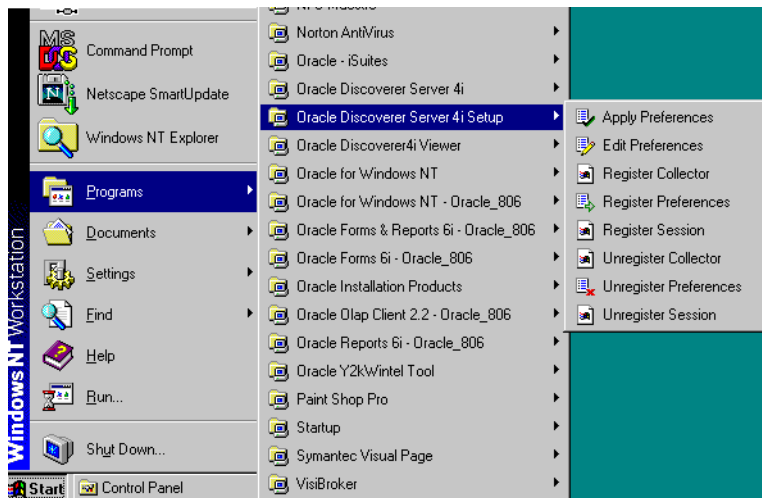 MS DOS
Command Prompt
Netscape SmartUpdate
Windows NT Explorer
Programs
Documents
Settings
Find
Help
Run...
Shut Down...
Windows NT Workstation
Start
Control Panel
Norton AntiVirus
Oracle - iSuites
Oracle Discoverer Server 4i
Oracle Discoverer Server 4i Setup
Oracle Discoverer4i Viewer
Oracle for Windows NT
Oracle for Windows NT - Oracle_806
Oracle Forms & Reports 6i - Oracle_806
Oracle Forms 6i - Oracle_806
Oracle Installation Products
Oracle Olap Client 2.2 - Oracle_806
Oracle Reports 6i - Oracle_806
Oracle Y2kWintel Tool
Paint Shop Pro
Startup
Symantec Visual Page
VisiBroker
Apply Preferences
Edit Preferences
Register Collector
Register Preferences
Register Session
Unregister Collector
Unregister Preferences
Unregister Session